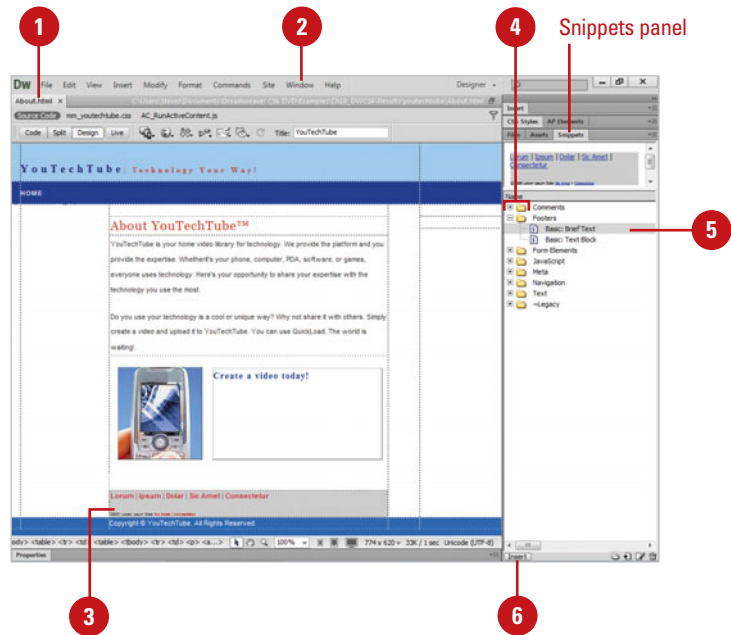 1
2
4
Snippets panel
DW File Edit View Insert Modify Format Commands Site Window Help Designer
About.html ×
Source Code mm_youtechtube.css AC_RunActiveContent.js
Code Split Design Live Title: YouTechTube
YouTechTube: Technology Your Way!
HOME
About YouTechTube™
YouTechTube is your home video library for technology. We provide the platform and you
provide the expertise. Whether it's your phone, computer, PDA, software, or games,
everyone uses technology. Here's your opportunity to share your expertise with the
technology you use the most.
Do you use your technology is a cool or unique way? Why not share it with others. Simply
create a video and upload it to YouTechTube. You can use QuickLoad. The world is
waiting!.
Create a video today!
Lorum | Ipsum | Dolar | Sic Amet | Consectetur
Copyright © YouTechTube. All Rights Reserved.
<table> <tr> <td> <table> <tbody> <tr> <td> <p> <a...> 100% 774 x 620 33K / 1 sec Unicode (UTF-8)
Properties
Insert
CSS Styles AP Elements
Files Assets Snippets
Lorum | Ipsum | Dolar | Sic Amet |
Consectetur
Name
Comments
Footers
Basic: Brief Text
Basic: Text Block
Form Elements
JavaScript
Meta
Navigation
Text
~Legacy
Insert
5
3
6